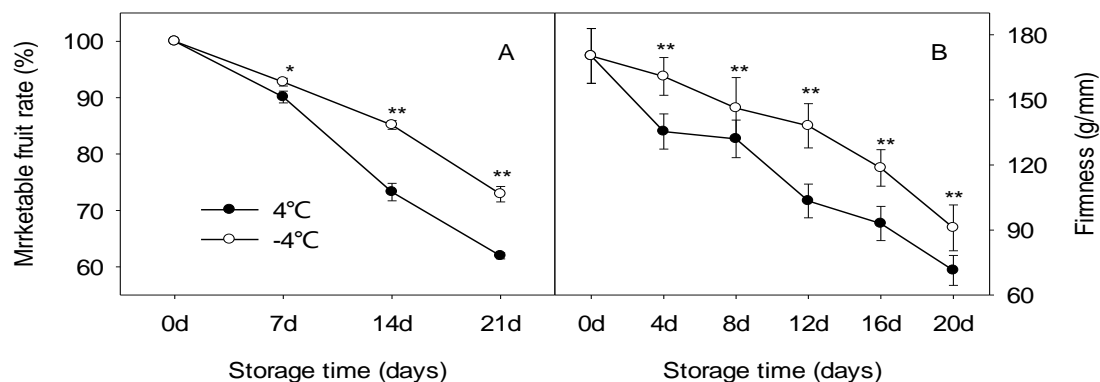 Mrrketable fruit rate (%)
100
90
80
70
60
A
*
**
**
4°C
-4°C
0d 7d 14d 21d
Storage time (days)
B
**
**
**
**
**
180
150
120
90
60
Firmness (g/mm)
0d 4d 8d 12d 16d 20d
Storage time (days)